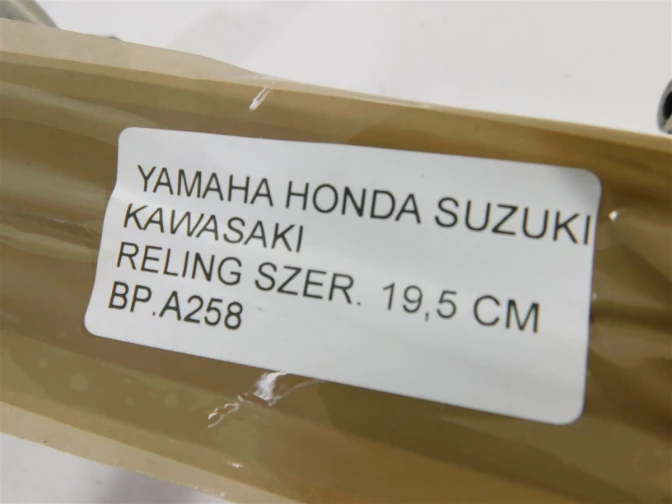 YAMAHA HONDA SUZUKI
KAWASAKI
RELING SZER. 19,5 CM
BP.A258